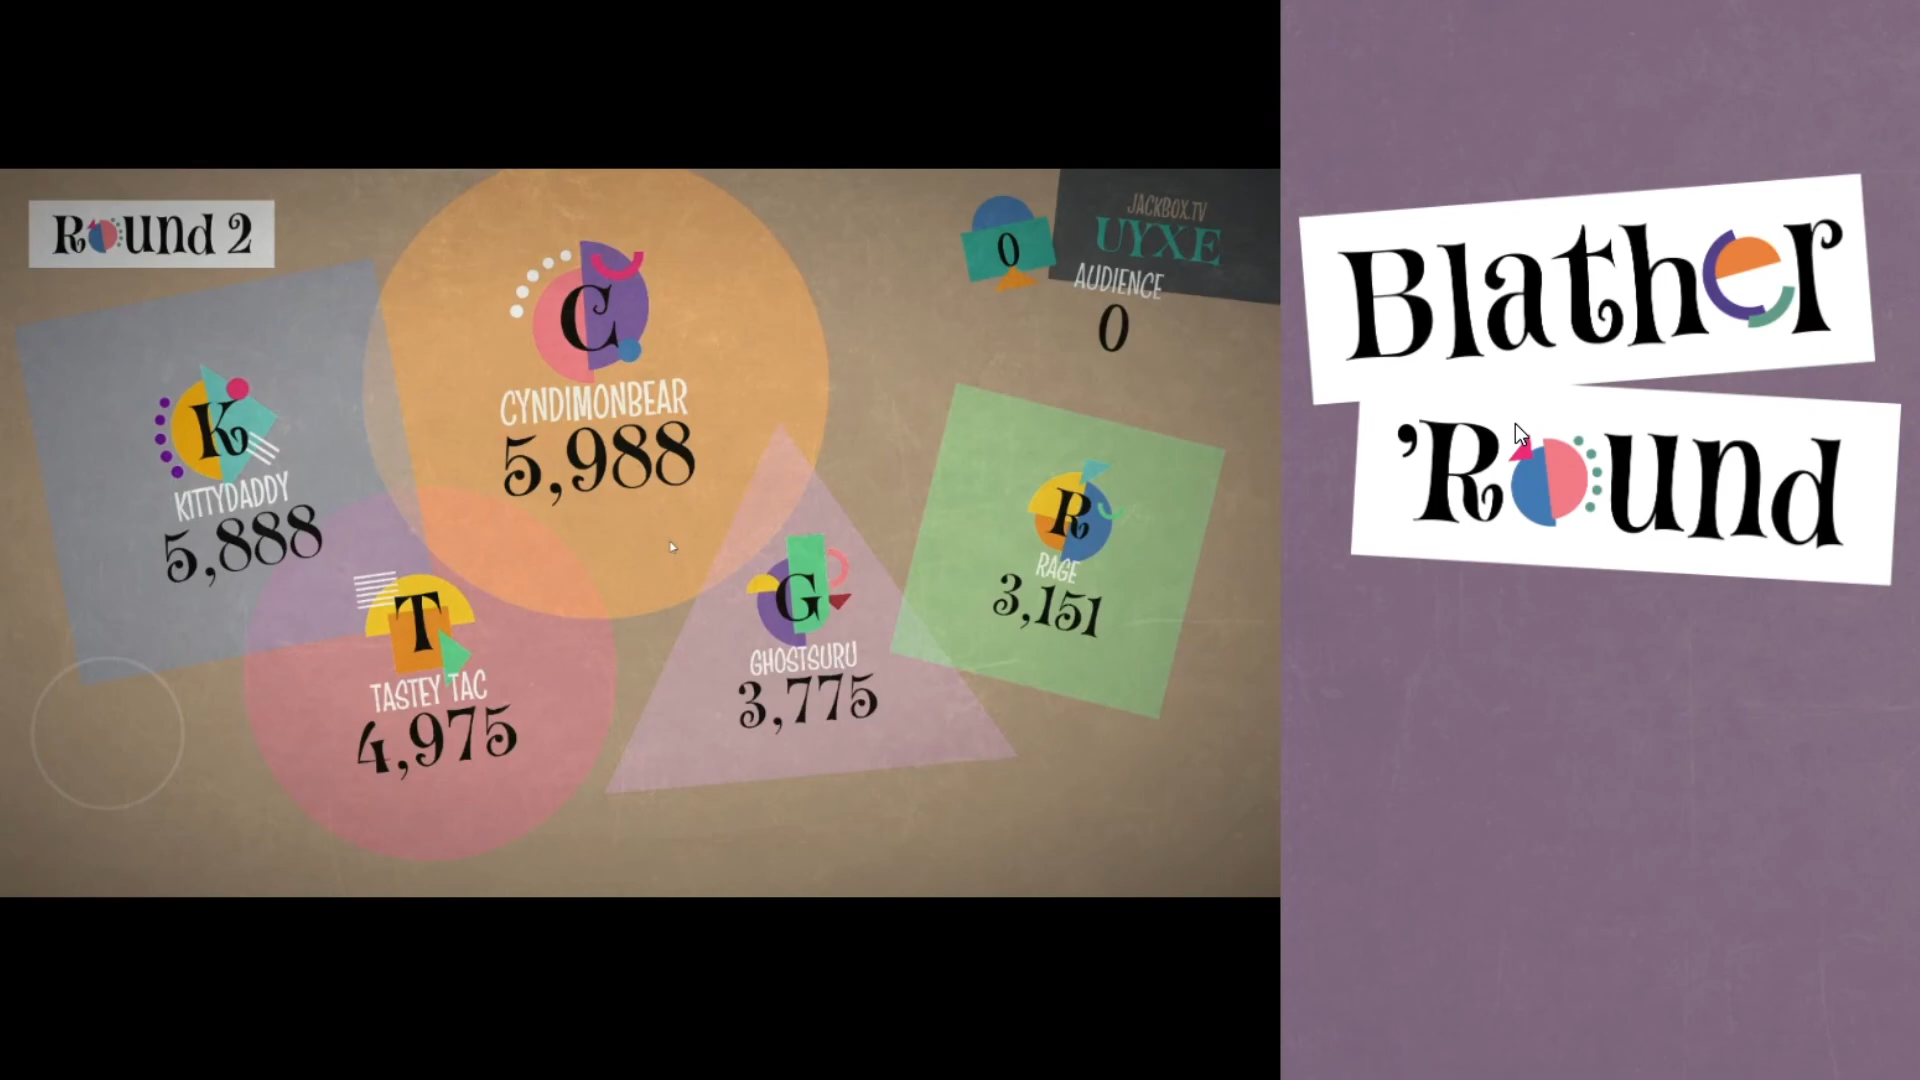 Round 2
C
CYNDIMONBEAR
5,988
K
KITTYDADDY
5,888
T
TASTEY TAC
4,975
G
GHOSTSURU
3,775
R
RAGE
3,151
0
JACKBOX.TV
UYXE
AUDIENCE
0
Blather
'Round